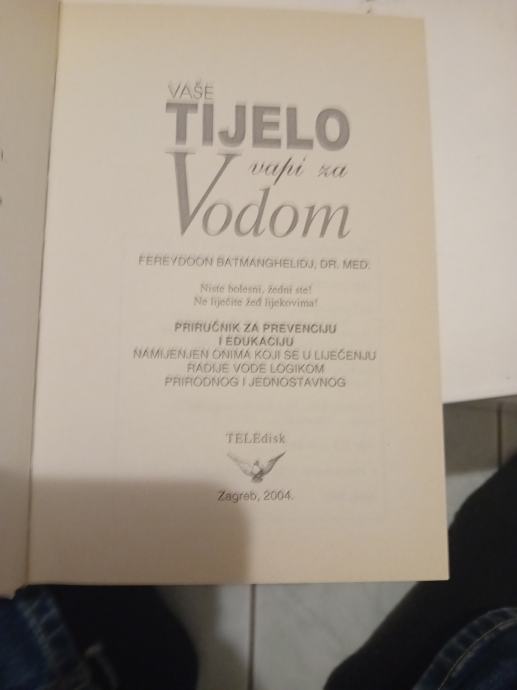 VAŠE
TIJELO
vapi za
Vodom
FEREYDOON BATMANGHELIDJ, DR. MED.
Niste bolesni, žedni ste!
Ne liječite žeđ lijekovima!
PRIRUČNIK ZA PREVENCIJU
I EDUKACIJU
NAMIJENJEN ONIMA KOJI SE U LIJEČENJU
RADIJE VODE LOGIKOM
PRIRODNOG I JEDNOSTAVNOG
TELEdisk
Zagreb, 2004.